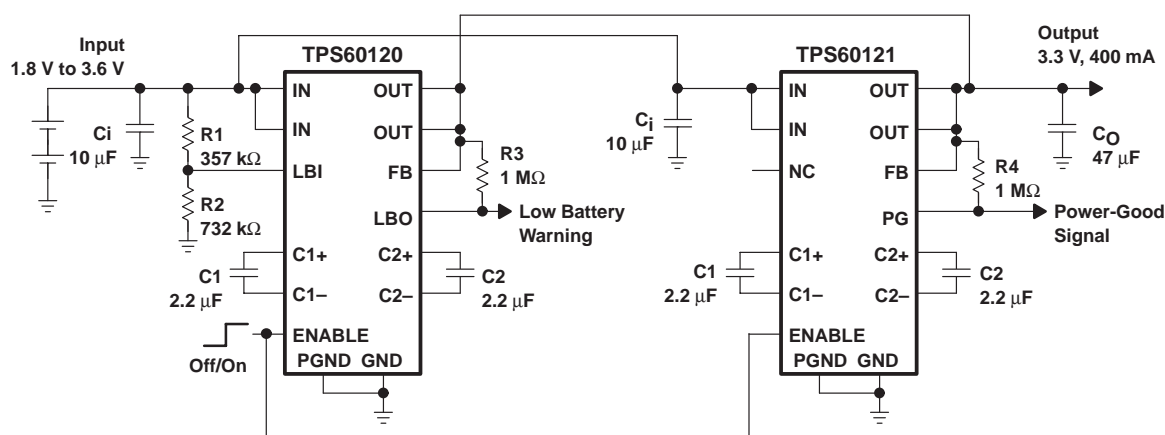 Input
1.8 V to 3.6 V
Ci
10 μF
R1
357 kΩ
R2
732 kΩ
TPS60120
IN
IN
LBI
C1+
C1–
ENABLE
PGND GND
OUT
OUT
FB
LBO
C2+
C2–
C1
2.2 μF
Off/On
R3
1 MΩ
Low Battery
Warning
C2
2.2 μF
Ci
10 μF
TPS60121
IN
IN
NC
C1+
C1–
ENABLE
PGND GND
OUT
OUT
FB
PG
C2+
C2–
C1
2.2 μF
Output
3.3 V, 400 mA
CO
47 μF
R4
1 MΩ
Power-Good
Signal
C2
2.2 μF